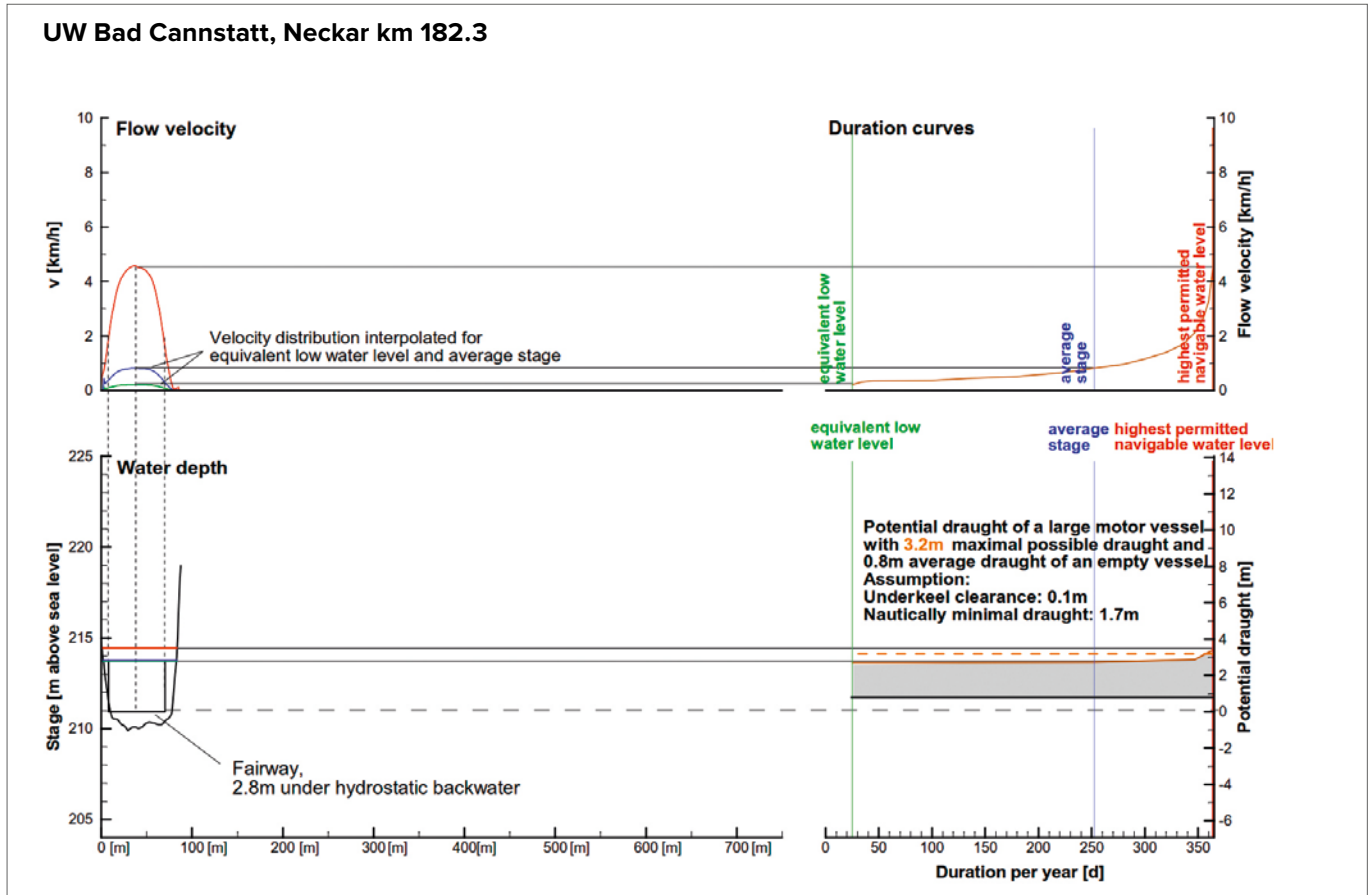 UW Bad Cannstatt, Neckar km 182.3
Flow velocity
Duration curves
10
8
6
4
2
0
v [km/h]
Velocity distribution interpolated for
equivalent low water level and average stage
equivalent low
water level
average
stage
highest permitted
navigable water level
10
8
6
4
2
0
Flow velocity [km/h]
equivalent low
water level
average
stage
highest permitted
navigable water level
Water depth
225
220
215
210
205
Stage [m above sea level]
Fairway,
2.8m under hydrostatic backwater
0 [m]
100 [m]
200 [m]
300 [m]
400 [m]
500 [m]
600 [m]
700 [m]
Potential draught of a large motor vessel
with 3.2m maximal possible draught and
0.8m average draught of an empty vessel
Assumption:
Underkeel clearance: 0.1m
Nautically minimal draught: 1.7m
14
12
10
8
6
4
2
0
-2
-4
-6
Potential draught [m]
0
50
100
150
200
250
300
350
Duration per year [d]